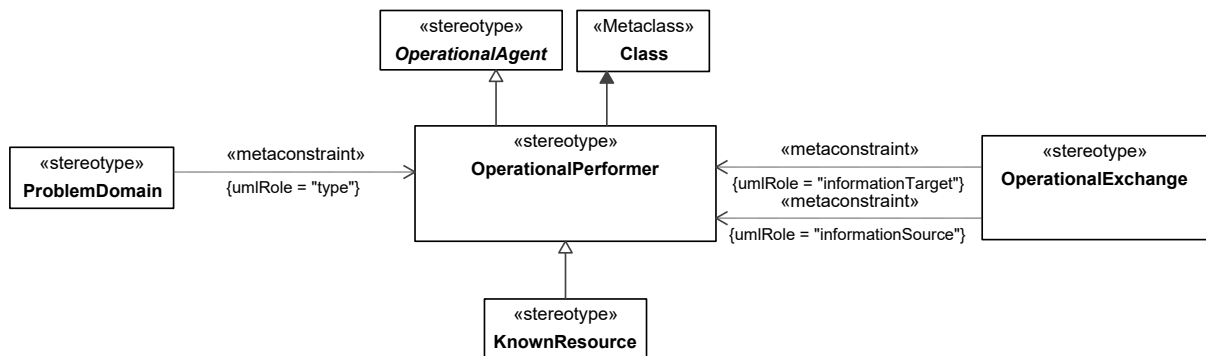 «stereotype»
OperationalAgent
«Metaclass»
Class
«stereotype»
ProblemDomain
«metaconstraint»
{umlRole = "type"}
«stereotype»
OperationalPerformer
«metaconstraint»
{umlRole = "informationTarget"}
«metaconstraint»
{umlRole = "informationSource"}
«stereotype»
OperationalExchange
«stereotype»
KnownResource